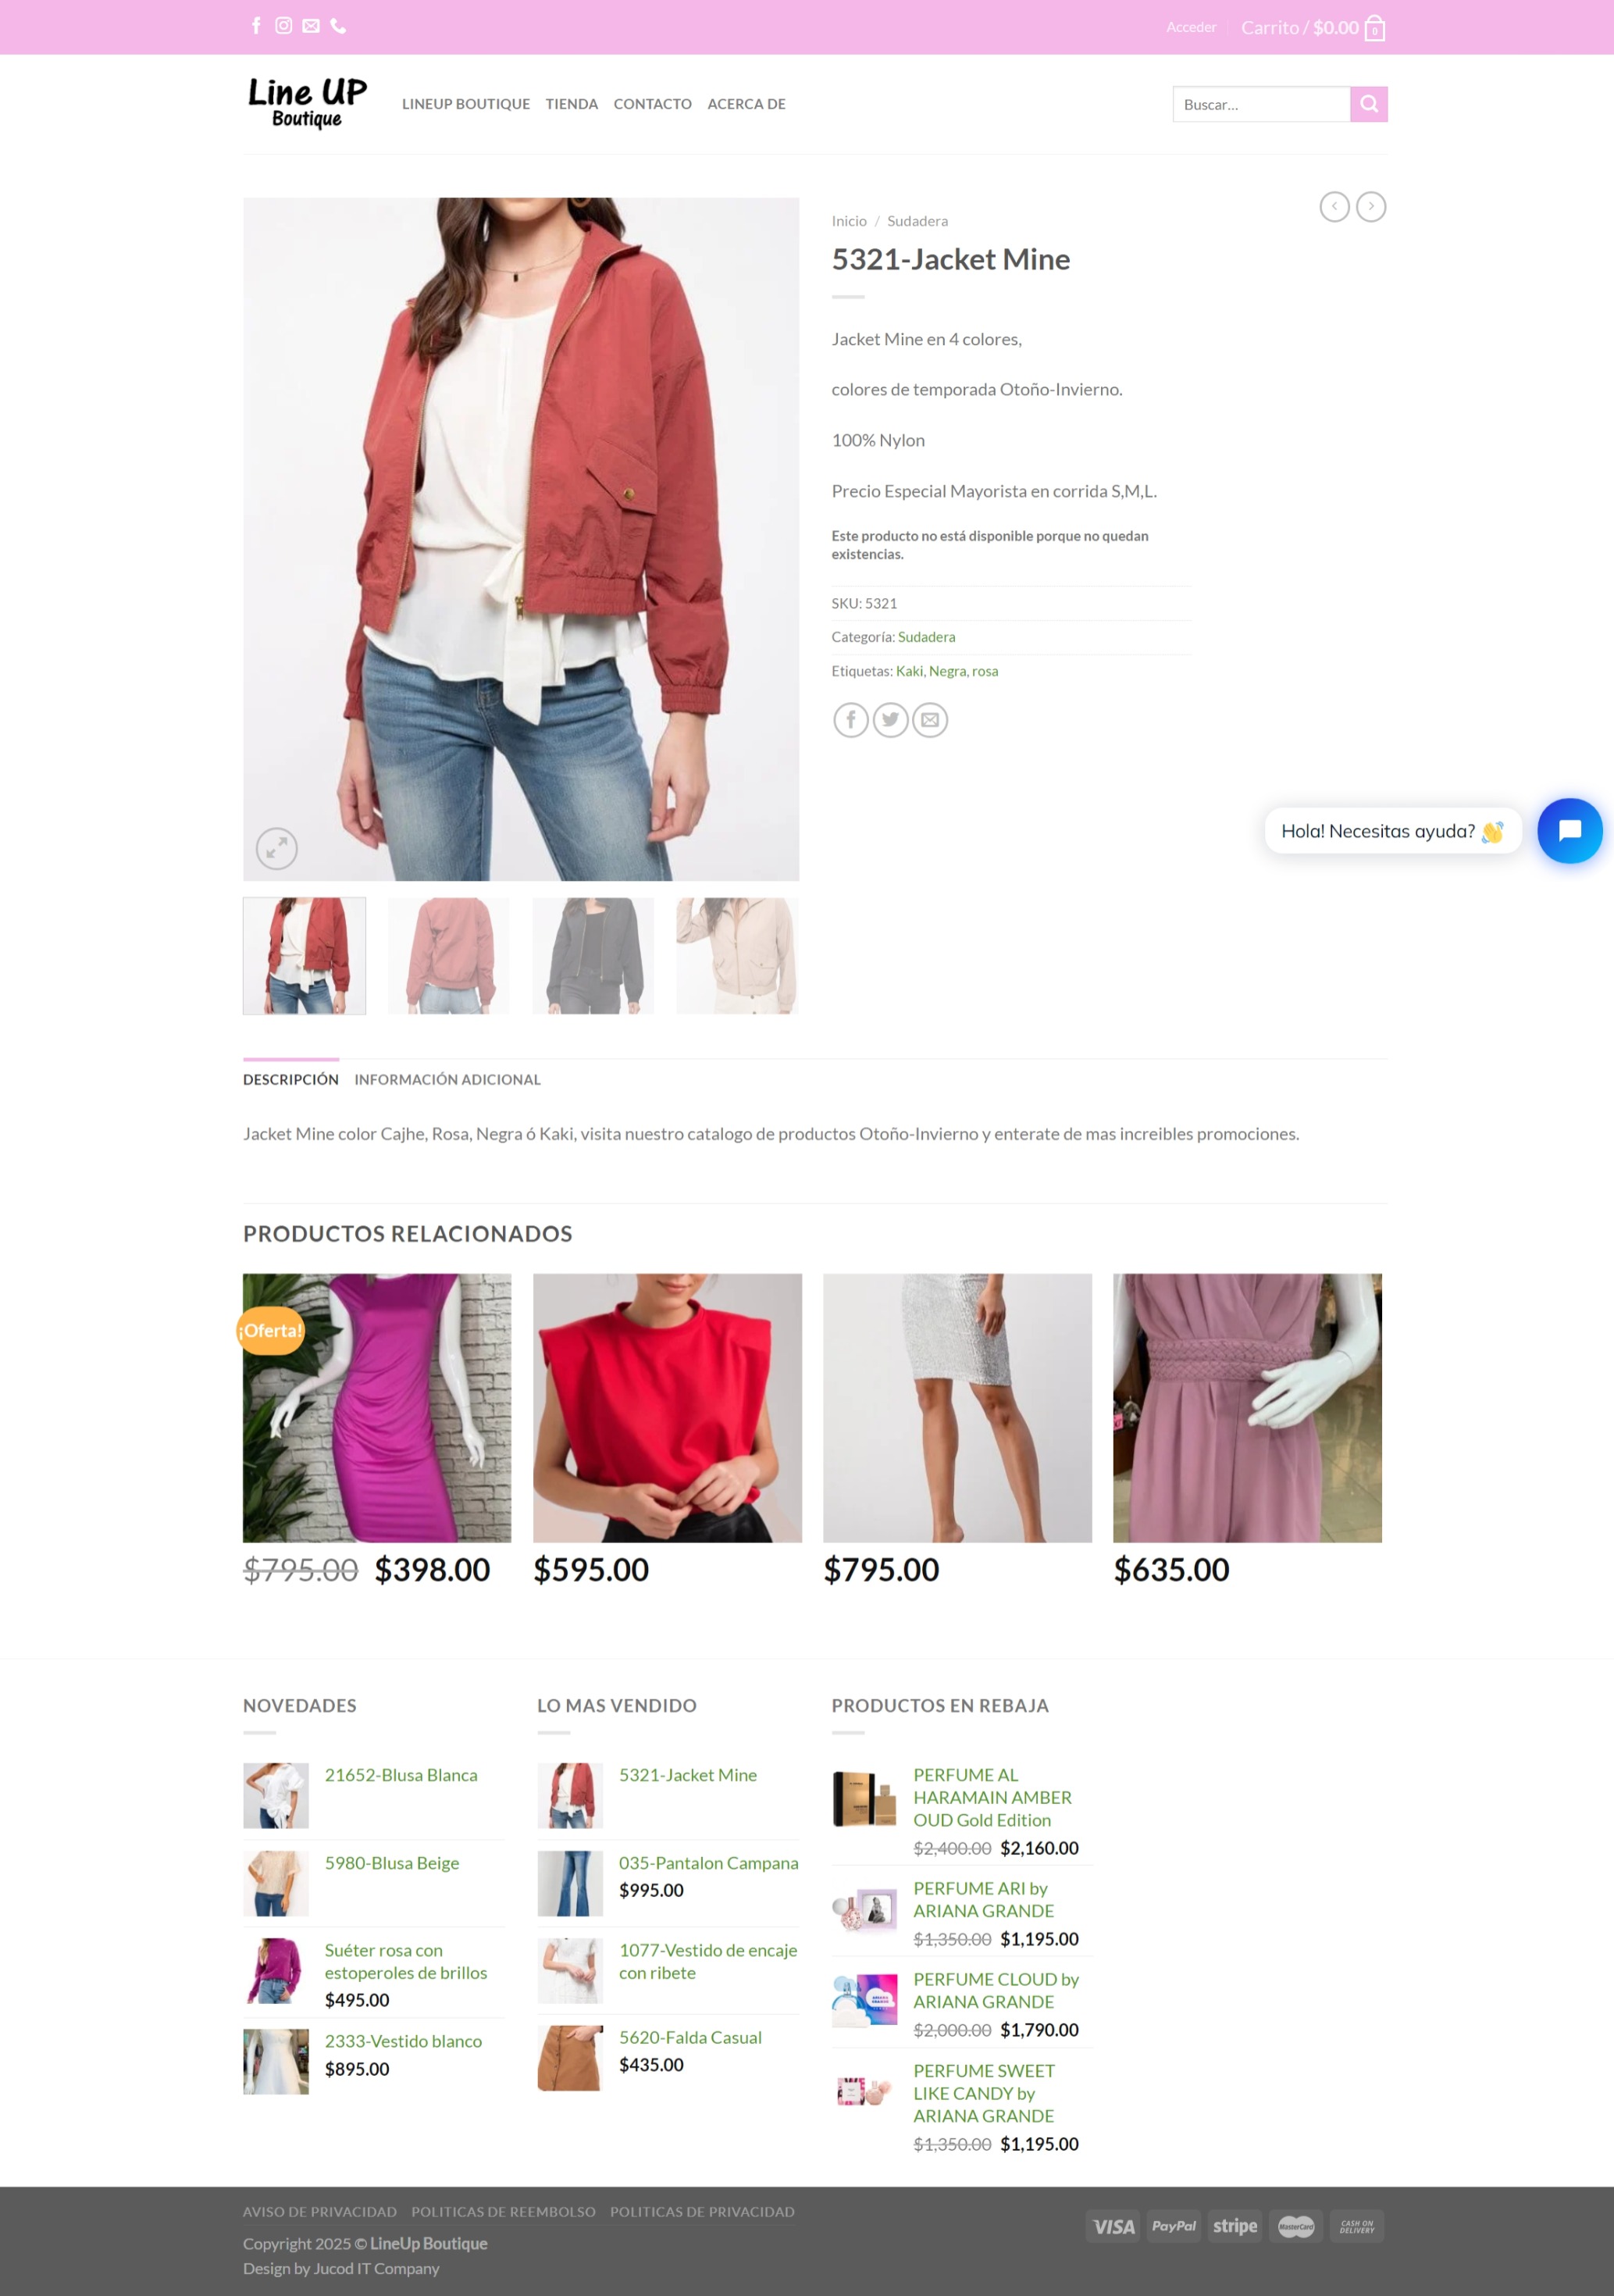 Acceder
Carrito / $0.00
0
Line UP
Boutique
LINEUP BOUTIQUE TIENDA CONTACTO ACERCA DE
Buscar...
Inicio / Sudadera
5321-Jacket Mine
Jacket Mine en 4 colores,
colores de temporada Otoño-Invierno.
100% Nylon
Precio Especial Mayorista en corrida S,M,L.
Este producto no está disponible porque no quedan
existencias.
SKU: 5321
Categoría: Sudadera
Etiquetas: Kaki, Negra, rosa
Hola! Necesitas ayuda? 👋
DESCRIPCIÓN INFORMACIÓN ADICIONAL
Jacket Mine color Cajhe, Rosa, Negra ó Kaki, visita nuestro catalogo de productos Otoño-Invierno y enterate de mas increibles promociones.
PRODUCTOS RELACIONADOS
¡Oferta!
$795.00 $398.00
$595.00
$795.00
$635.00
NOVEDADES
21652-Blusa Blanca
5980-Blusa Beige
Suéter rosa con
estoperoles de brillos
$495.00
2333-Vestido blanco
$895.00
LO MAS VENDIDO
5321-Jacket Mine
035-Pantalon Campana
$995.00
1077-Vestido de encaje
con ribete
5620-Falda Casual
$435.00
PRODUCTOS EN REBAJA
PERFUME AL
HARAMAIN AMBER
OUD Gold Edition
$2,400.00 $2,160.00
PERFUME ARI by
ARIANA GRANDE
$1,350.00 $1,195.00
PERFUME CLOUD by
ARIANA GRANDE
$2,000.00 $1,790.00
PERFUME SWEET
LIKE CANDY by
ARIANA GRANDE
$1,350.00 $1,195.00
AVISO DE PRIVACIDAD POLITICAS DE REEMBOLSO POLITICAS DE PRIVACIDAD
Copyright 2025 © LineUp Boutique
Design by Jucod IT Company
VISA PayPal stripe MasterCard CASH ON
DELIVERY